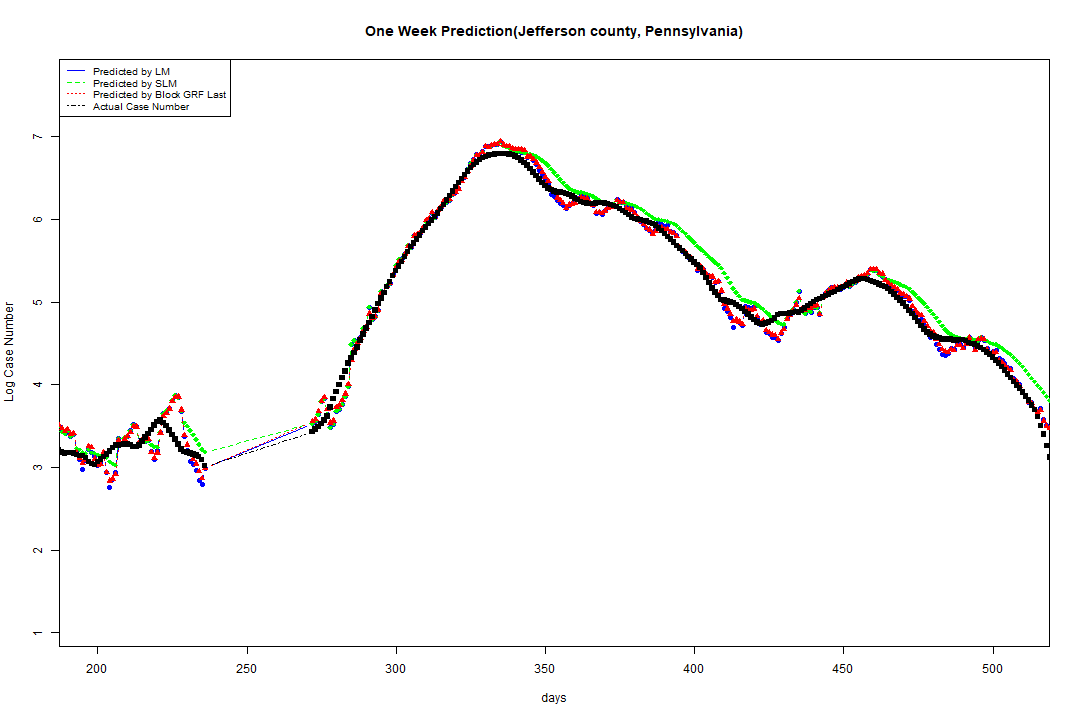 One Week Prediction(Jefferson county, Pennsylvania)
Predicted by LM
Predicted by SLM
Predicted by Block GRF Last
Actual Case Number
7
6
5
4
3
2
1
Log Case Number
200 250 300 350 400 450 500
days